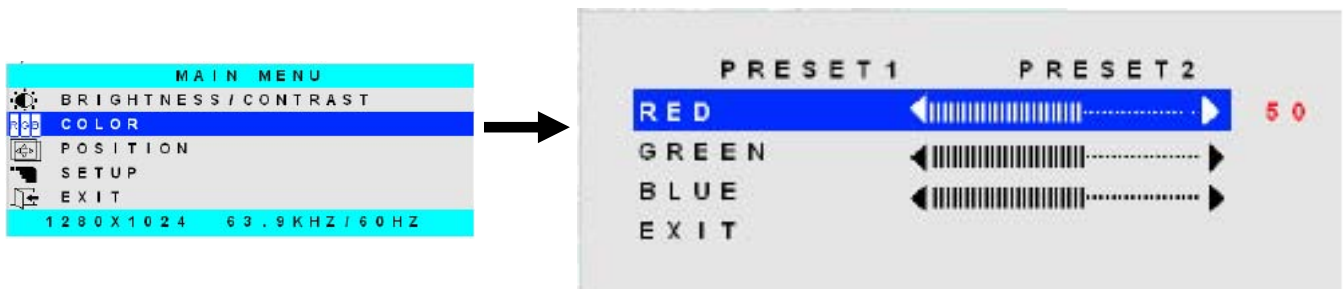 MAIN MENU
BRIGHTNESS/CONTRAST
RGB COLOR
POSITION
SETUP
EXIT
1280X1024 63.9KHZ/60HZ
PRESET1 PRESET2
RED 50
GREEN
BLUE
EXIT